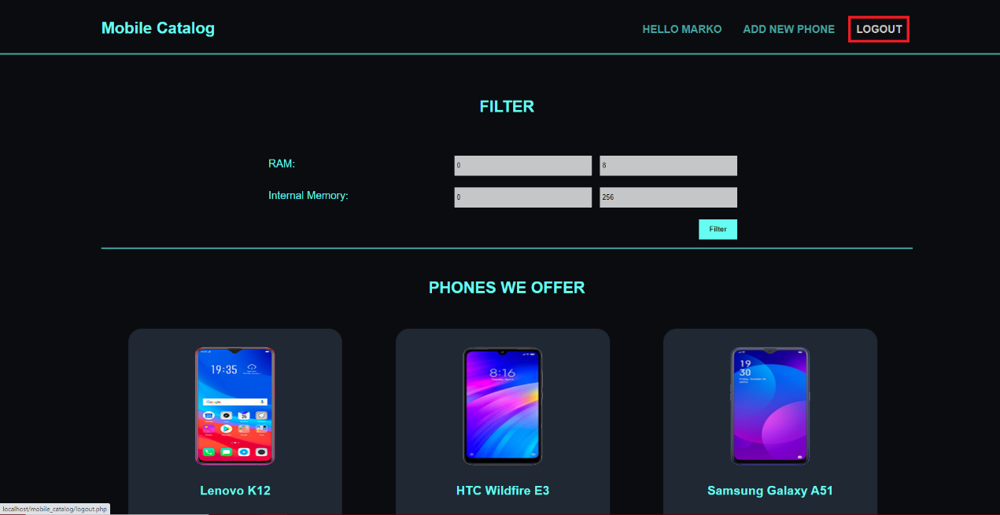 Mobile Catalog
HELLO MARKO ADD NEW PHONE LOGOUT
FILTER
RAM: 0 8
Internal Memory: 0 256
Filter
PHONES WE OFFER
19:35
8:16
19
30
Google
25
Lenovo K12 HTC Wildfire E3 Samsung Galaxy A51
localhost/mobile_catalog/logout.php